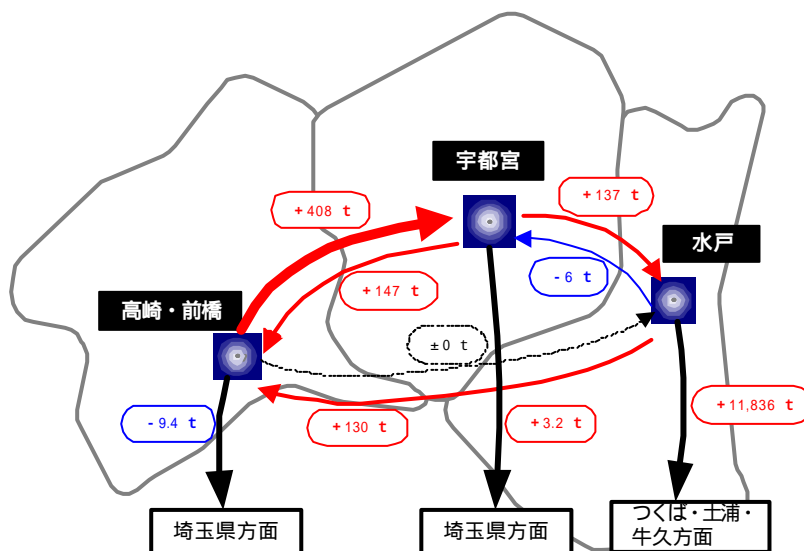 宇都宮
+408 t
+137 t
水戸
-6 t
+147 t
高崎・前橋
±0 t
-9.4 t
+130 t
+3.2 t
+11,836 t
埼玉県方面
埼玉県方面
つくば・土浦・
牛久方面